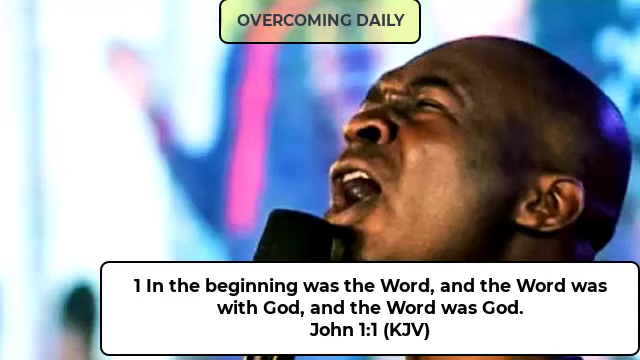 OVERCOMING DAILY
1 In the beginning was the Word, and the Word was
with God, and the Word was God.
John 1:1 (KJV)